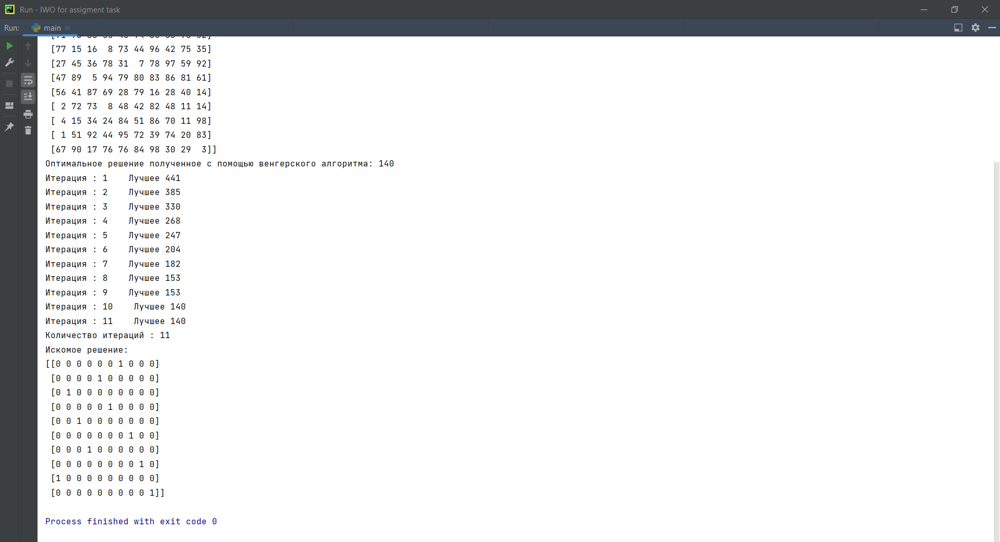 Run - IWO for assigment task
Run: main
[77 15 16  8 73 44 96 42 75 35]
[27 45 36 78 31  7 78 97 59 92]
[47 89  5 94 79 80 83 86 81 61]
[56 41 87 69 28 79 16 28 40 14]
[ 2 72 73  8 48 42 82 48 11 14]
[ 4 15 34 24 84 51 86 70 11 98]
[ 1 51 92 44 95 72 39 74 20 83]
[67 90 17 76 76 84 98 30 29  3]]
Оптимальное решение полученное с помощью венгерского алгоритма: 140
Итерация : 1    Лучшее 441
Итерация : 2    Лучшее 385
Итерация : 3    Лучшее 330
Итерация : 4    Лучшее 268
Итерация : 5    Лучшее 247
Итерация : 6    Лучшее 204
Итерация : 7    Лучшее 182
Итерация : 8    Лучшее 153
Итерация : 9    Лучшее 153
Итерация : 10    Лучшее 140
Итерация : 11    Лучшее 140
Количество итераций : 11
Искомое решение:
[[0 0 0 0 0 0 1 0 0 0]
[0 0 0 0 1 0 0 0 0 0]
[0 1 0 0 0 0 0 0 0 0]
[0 0 0 0 0 1 0 0 0 0]
[0 0 1 0 0 0 0 0 0 0]
[0 0 0 0 0 0 0 1 0 0]
[0 0 0 1 0 0 0 0 0 0]
[0 0 0 0 0 0 0 0 1 0]
[1 0 0 0 0 0 0 0 0 0]
[0 0 0 0 0 0 0 0 0 1]]
Process finished with exit code 0